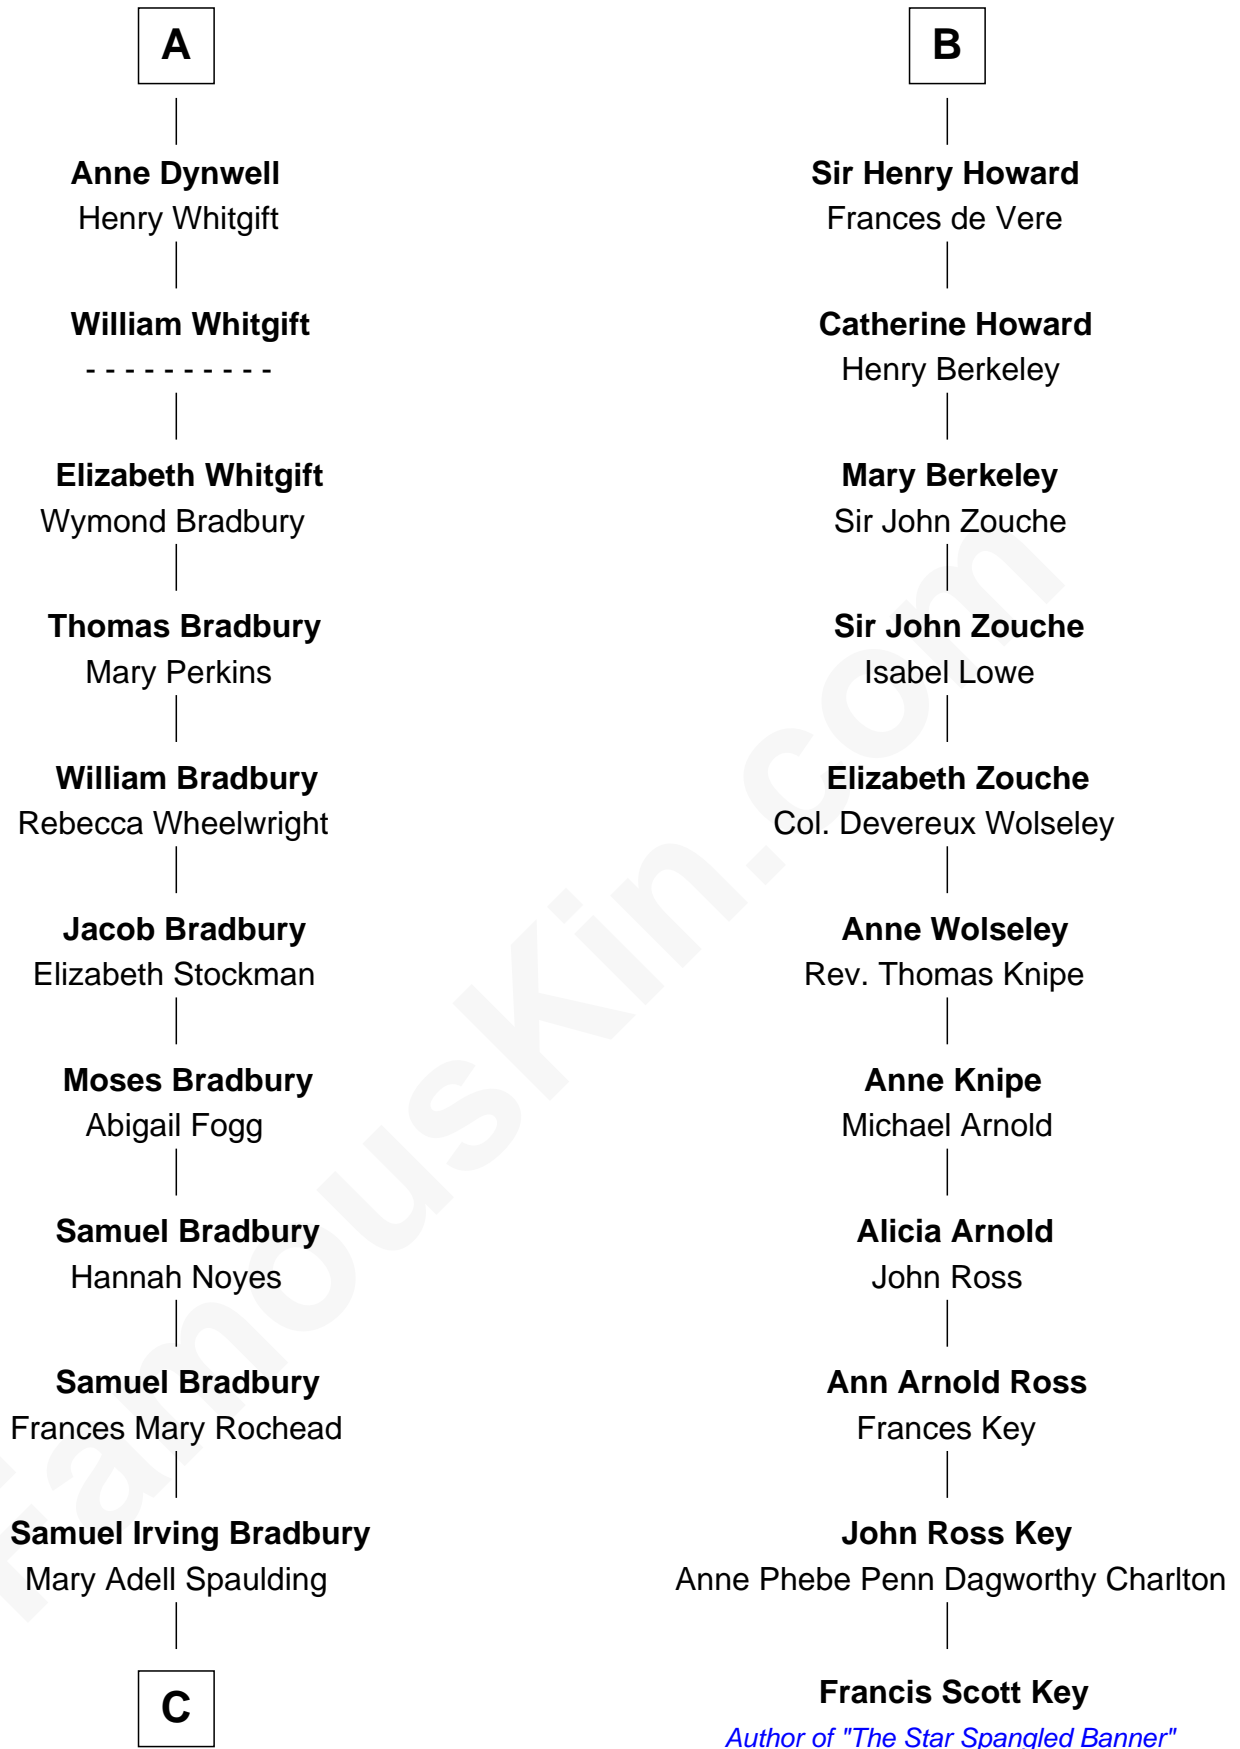 A
Anne Dynwell
Henry Whitgift
William Whitgift
- - - - - - - - - -
Elizabeth Whitgift
Wymond Bradbury
Thomas Bradbury
Mary Perkins
William Bradbury
Rebecca Wheelwright
Jacob Bradbury
Elizabeth Stockman
Moses Bradbury
Abigail Fogg
Samuel Bradbury
Hannah Noyes
Samuel Bradbury
Frances Mary Rochead
Samuel Irving Bradbury
Mary Adell Spaulding
C
B
Sir Henry Howard
Frances de Vere
Catherine Howard
Henry Berkeley
Mary Berkeley
Sir John Zouche
Sir John Zouche
Isabel Lowe
Elizabeth Zouche
Col. Devereux Wolseley
Anne Wolseley
Rev. Thomas Knipe
Anne Knipe
Michael Arnold
Alicia Arnold
John Ross
Ann Arnold Ross
Frances Key
John Ross Key
Anne Phebe Penn Dagworthy Charlton
Francis Scott Key
Author of "The Star Spangled Banner"
FamousKin.com